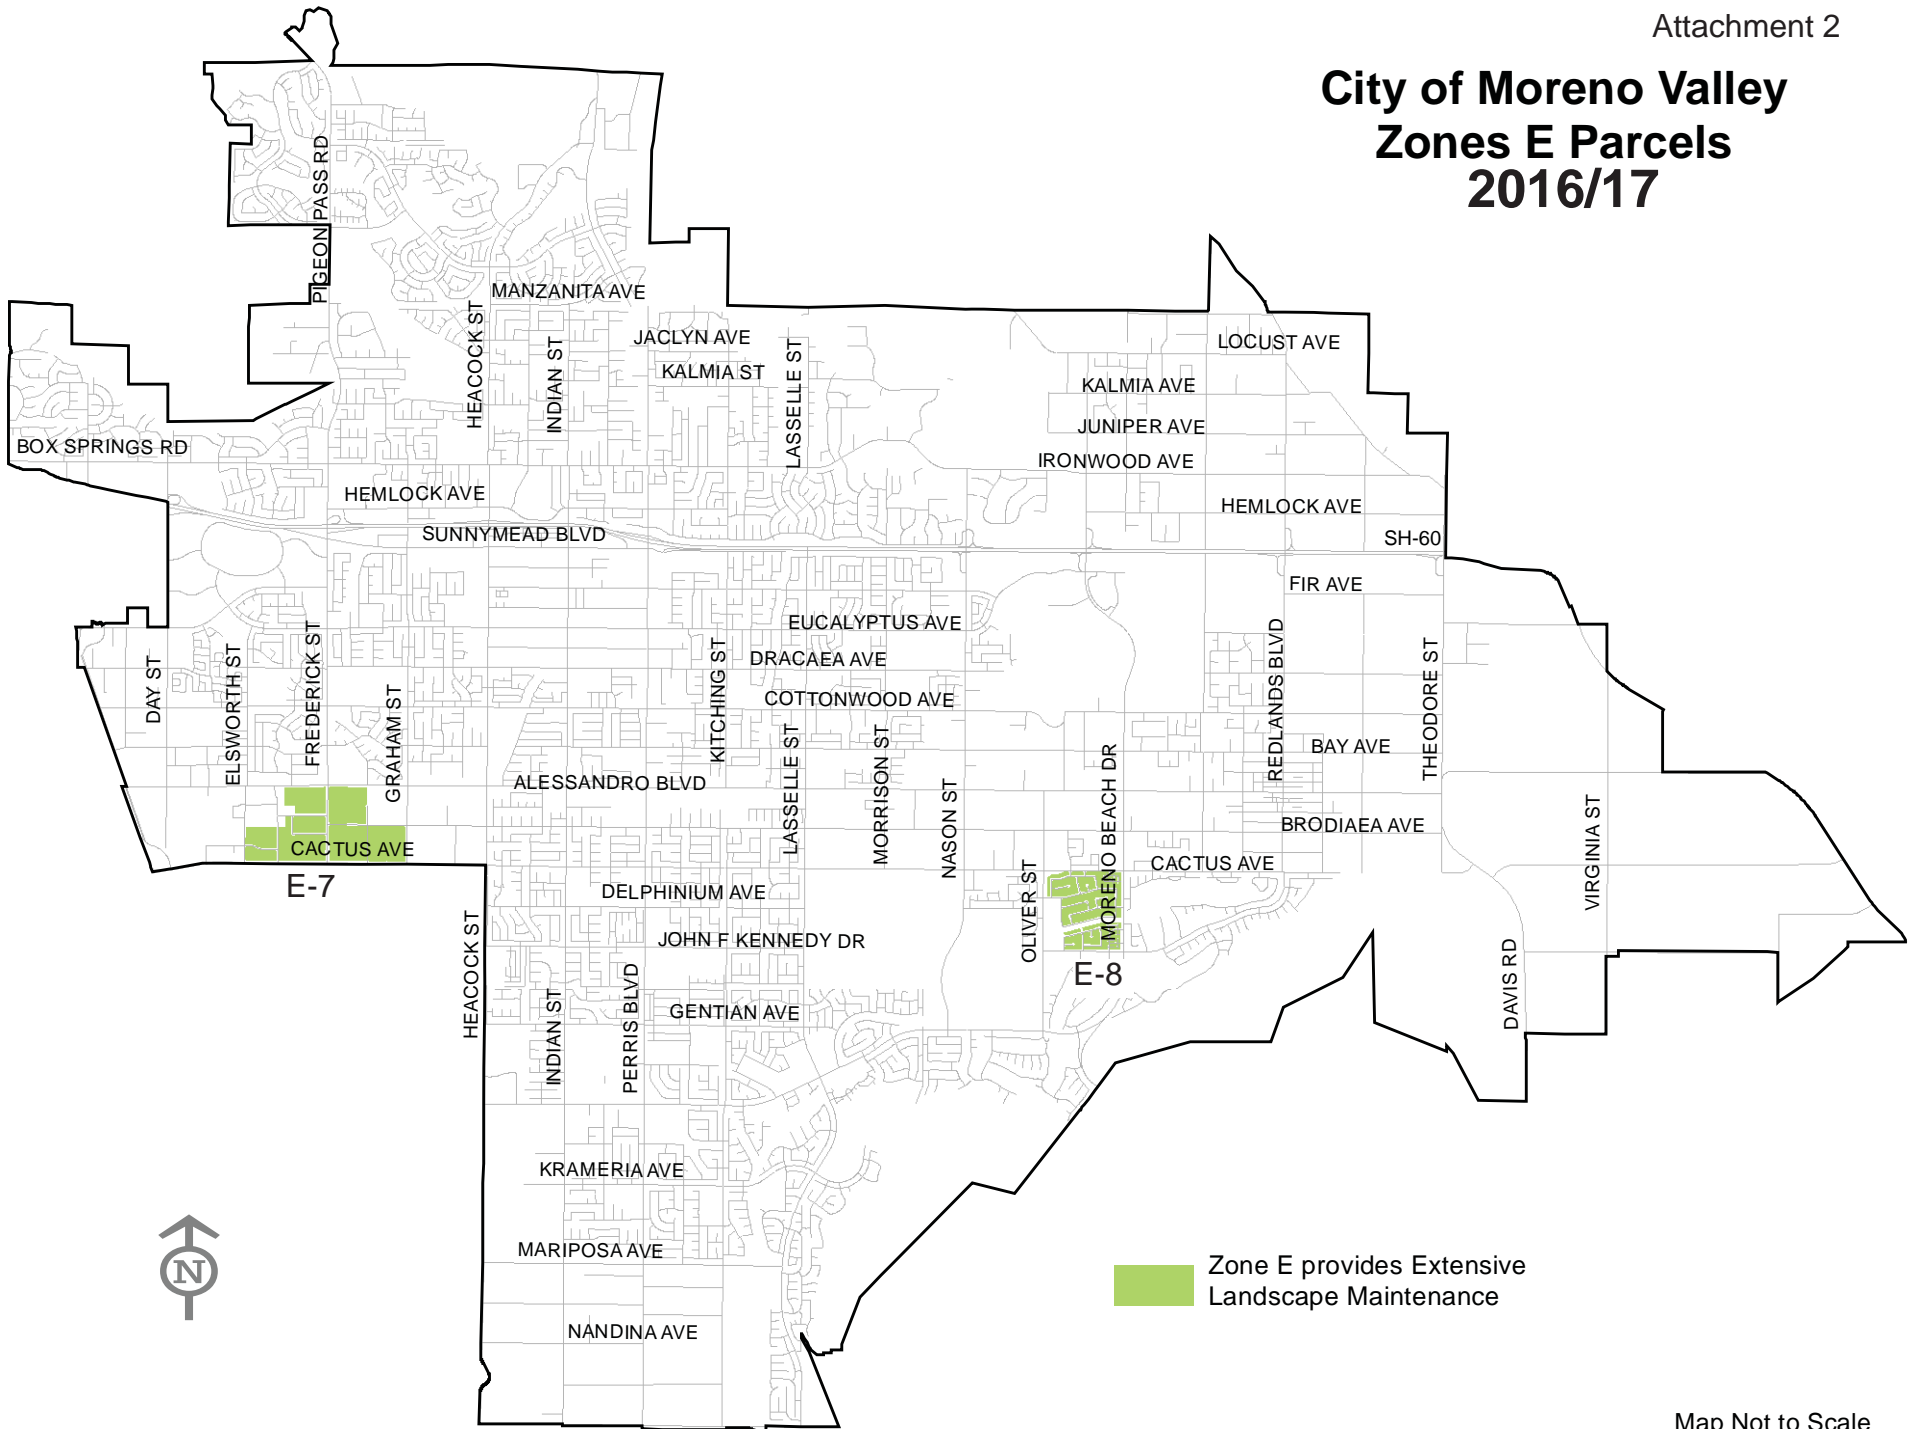 Attachment 2
City of Moreno Valley
Zones E Parcels
2016/17
PIGEON PASS RD
MANZANITA AVE
HEACOCK ST
INDIAN ST
JACLYN AVE
KALMIA ST
LASSELLE ST
LOCUST AVE
KALMIA AVE
JUNIPER AVE
IRONWOOD AVE
BOX SPRINGS RD
HEMLOCK AVE
HEMLOCK AVE
SUNNYMEAD BLVD
SH-60
FIR AVE
EUCALYPTUS AVE
DRACAEA AVE
COTTONWOOD AVE
DAY ST
ELSWORTH ST
FREDERICK ST
GRAHAM ST
KITCHING ST
LASSELLE ST
MORRISON ST
NASON ST
MORENO BEACH DR
REDLANDS BLVD
THEODORE ST
BAY AVE
ALESSANDRO BLVD
BRODIAEA AVE
VIRGINIA ST
CACTUS AVE
CACTUS AVE
E-7
DELPHINIUM AVE
OLIVER ST
JOHN F KENNEDY DR
E-8
HEACOCK ST
INDIAN ST
PERRIS BLVD
GENTIAN AVE
DAVIS RD
KRAMERIA AVE
MARIPOSA AVE
NANDINA AVE
N
Zone E provides Extensive
Landscape Maintenance
Map Not to Scale